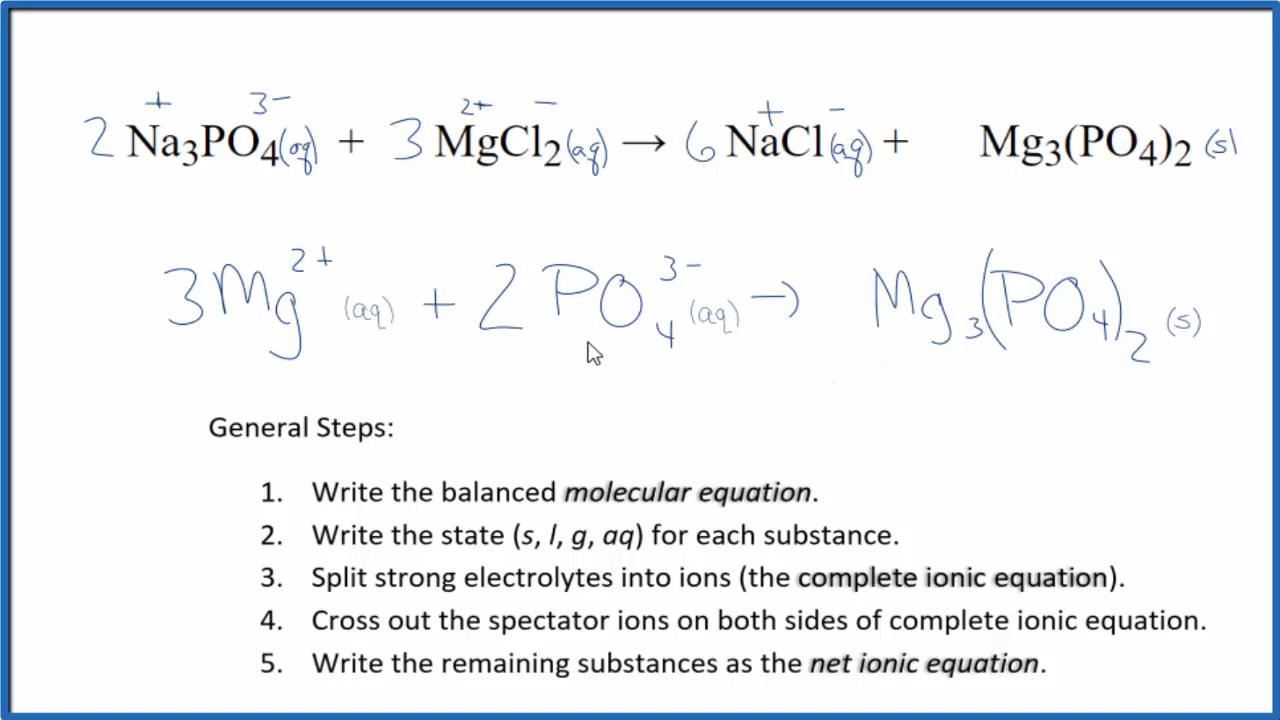 2 Na₃PO₄(aq) + 3 MgCl₂(aq) → 6 NaCl(aq) + Mg₃(PO₄)₂ (s)
+ 3− 2+ − + −
3Mg²⁺ (aq) + 2 PO₄³⁻ (aq) → Mg₃(PO₄)₂ (s)
General Steps:
1. Write the balanced molecular equation.
2. Write the state (s, l, g, aq) for each substance.
3. Split strong electrolytes into ions (the complete ionic equation).
4. Cross out the spectator ions on both sides of complete ionic equation.
5. Write the remaining substances as the net ionic equation.